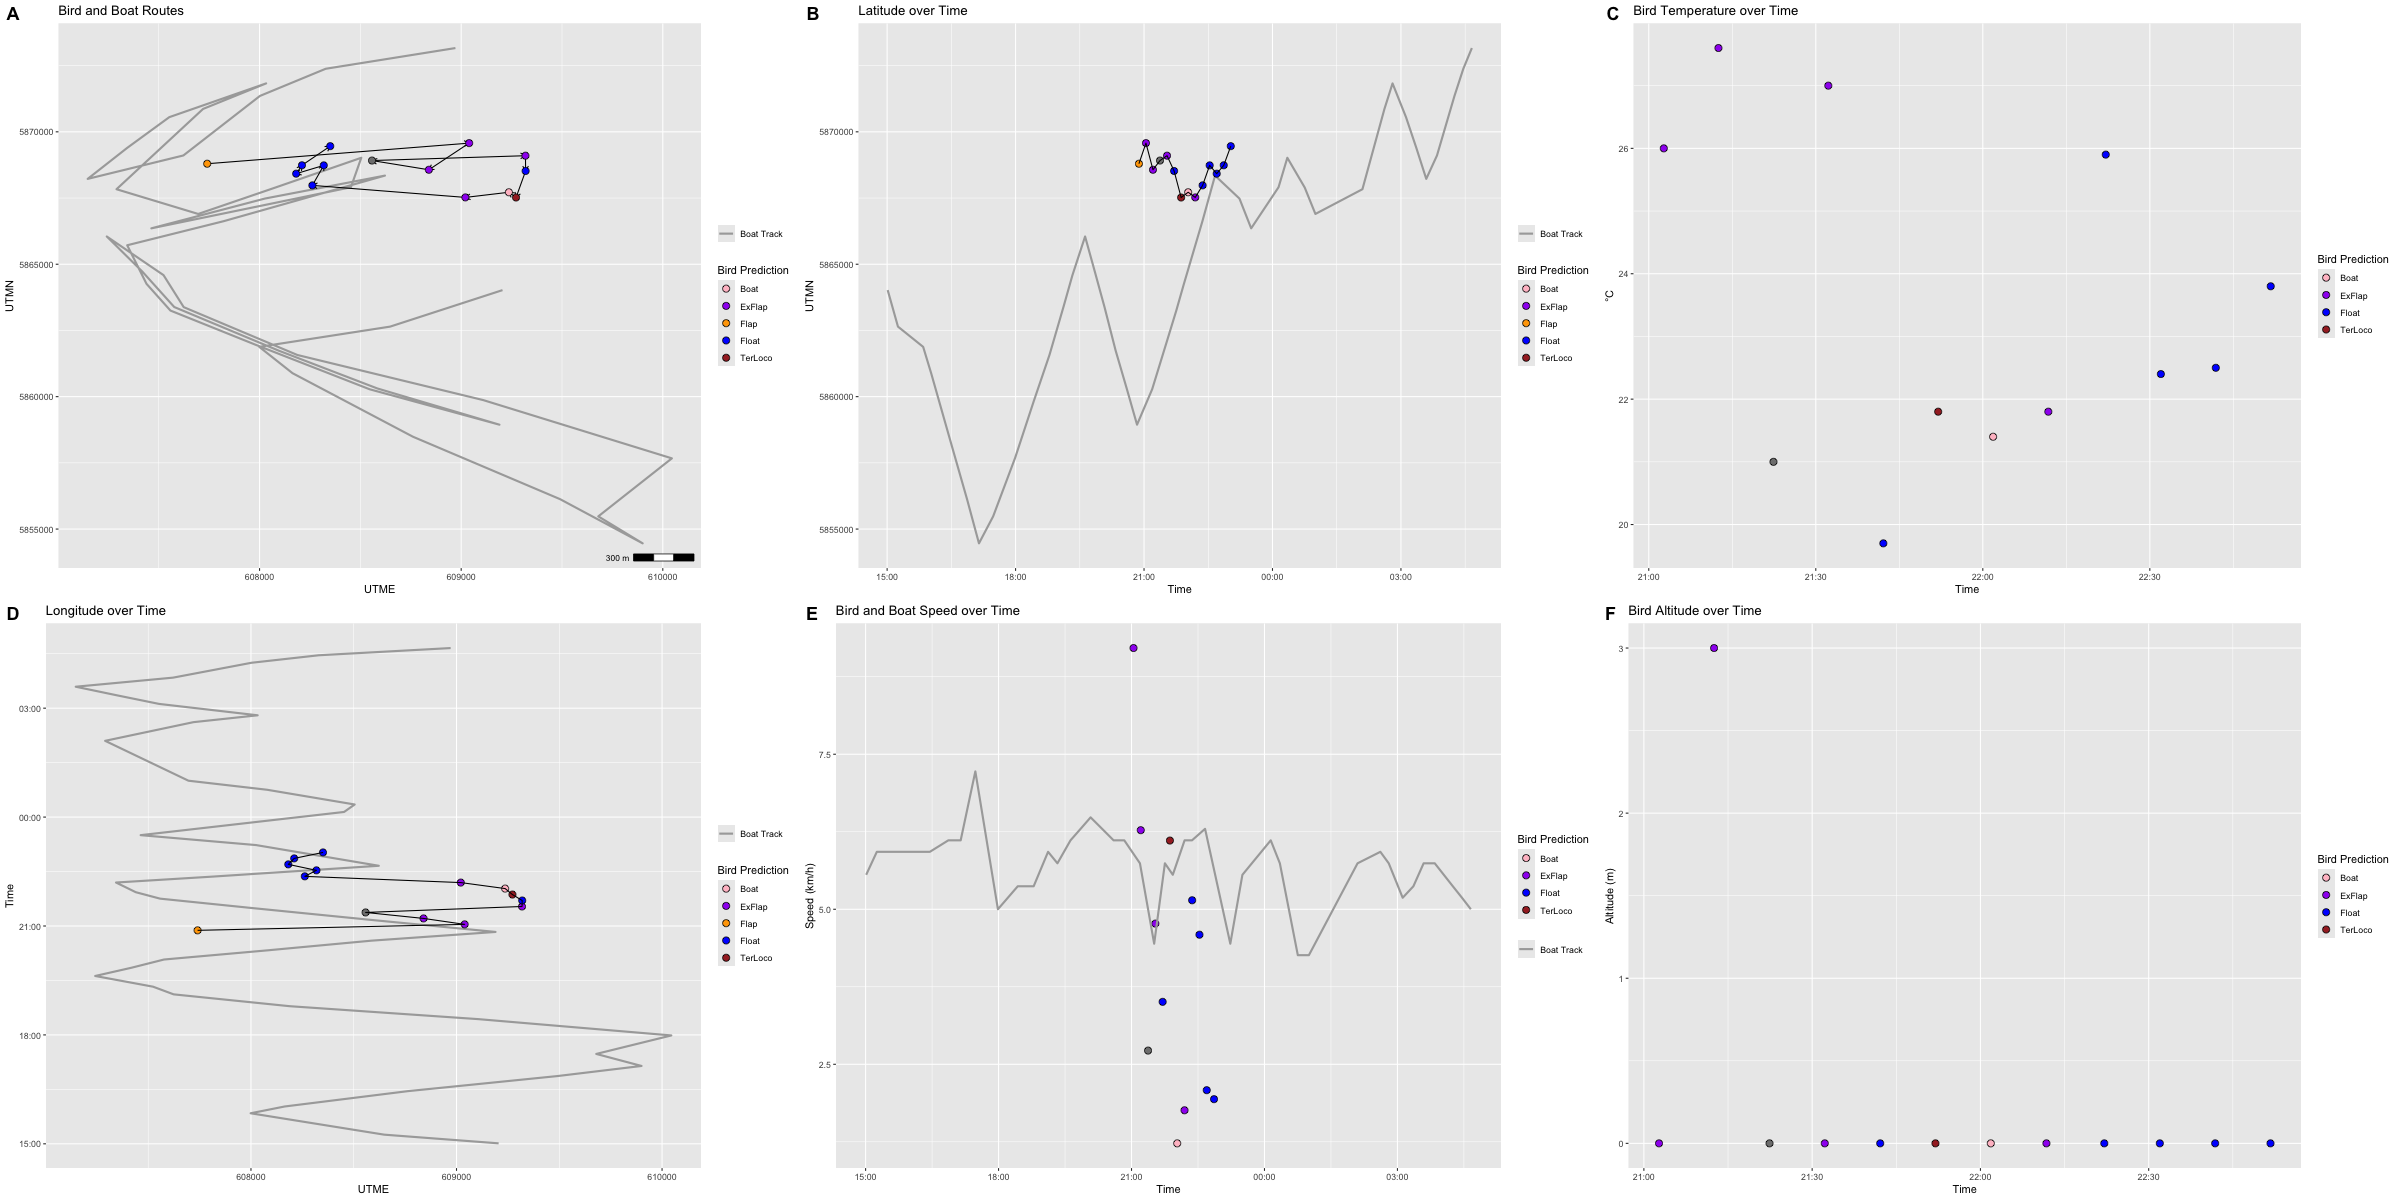 A Bird and Boat Routes
5870000
5865000
5860000
5855000
UTMN
608000 609000 610000
UTME
300 m
Boat Track
Bird Prediction
Boat
ExFlap
Flap
Float
TerLoco
B Latitude over Time
5870000
5865000
5860000
5855000
UTMN
15:00 18:00 21:00 00:00 03:00
Time
Boat Track
Bird Prediction
Boat
ExFlap
Flap
Float
TerLoco
C Bird Temperature over Time
26
24
22
20
°C
21:00 21:30 22:00 22:30
Time
Bird Prediction
Boat
ExFlap
Float
TerLoco
D Longitude over Time
03:00
00:00
21:00
18:00
15:00
Time
608000 609000 610000
UTME
Boat Track
Bird Prediction
Boat
ExFlap
Flap
Float
TerLoco
E Bird and Boat Speed over Time
7.5
5.0
2.5
Speed (km/h)
15:00 18:00 21:00 00:00 03:00
Time
Bird Prediction
Boat
ExFlap
Float
TerLoco
Boat Track
F Bird Altitude over Time
3
2
1
0
Altitude (m)
21:00 21:30 22:00 22:30
Time
Bird Prediction
Boat
ExFlap
Float
TerLoco